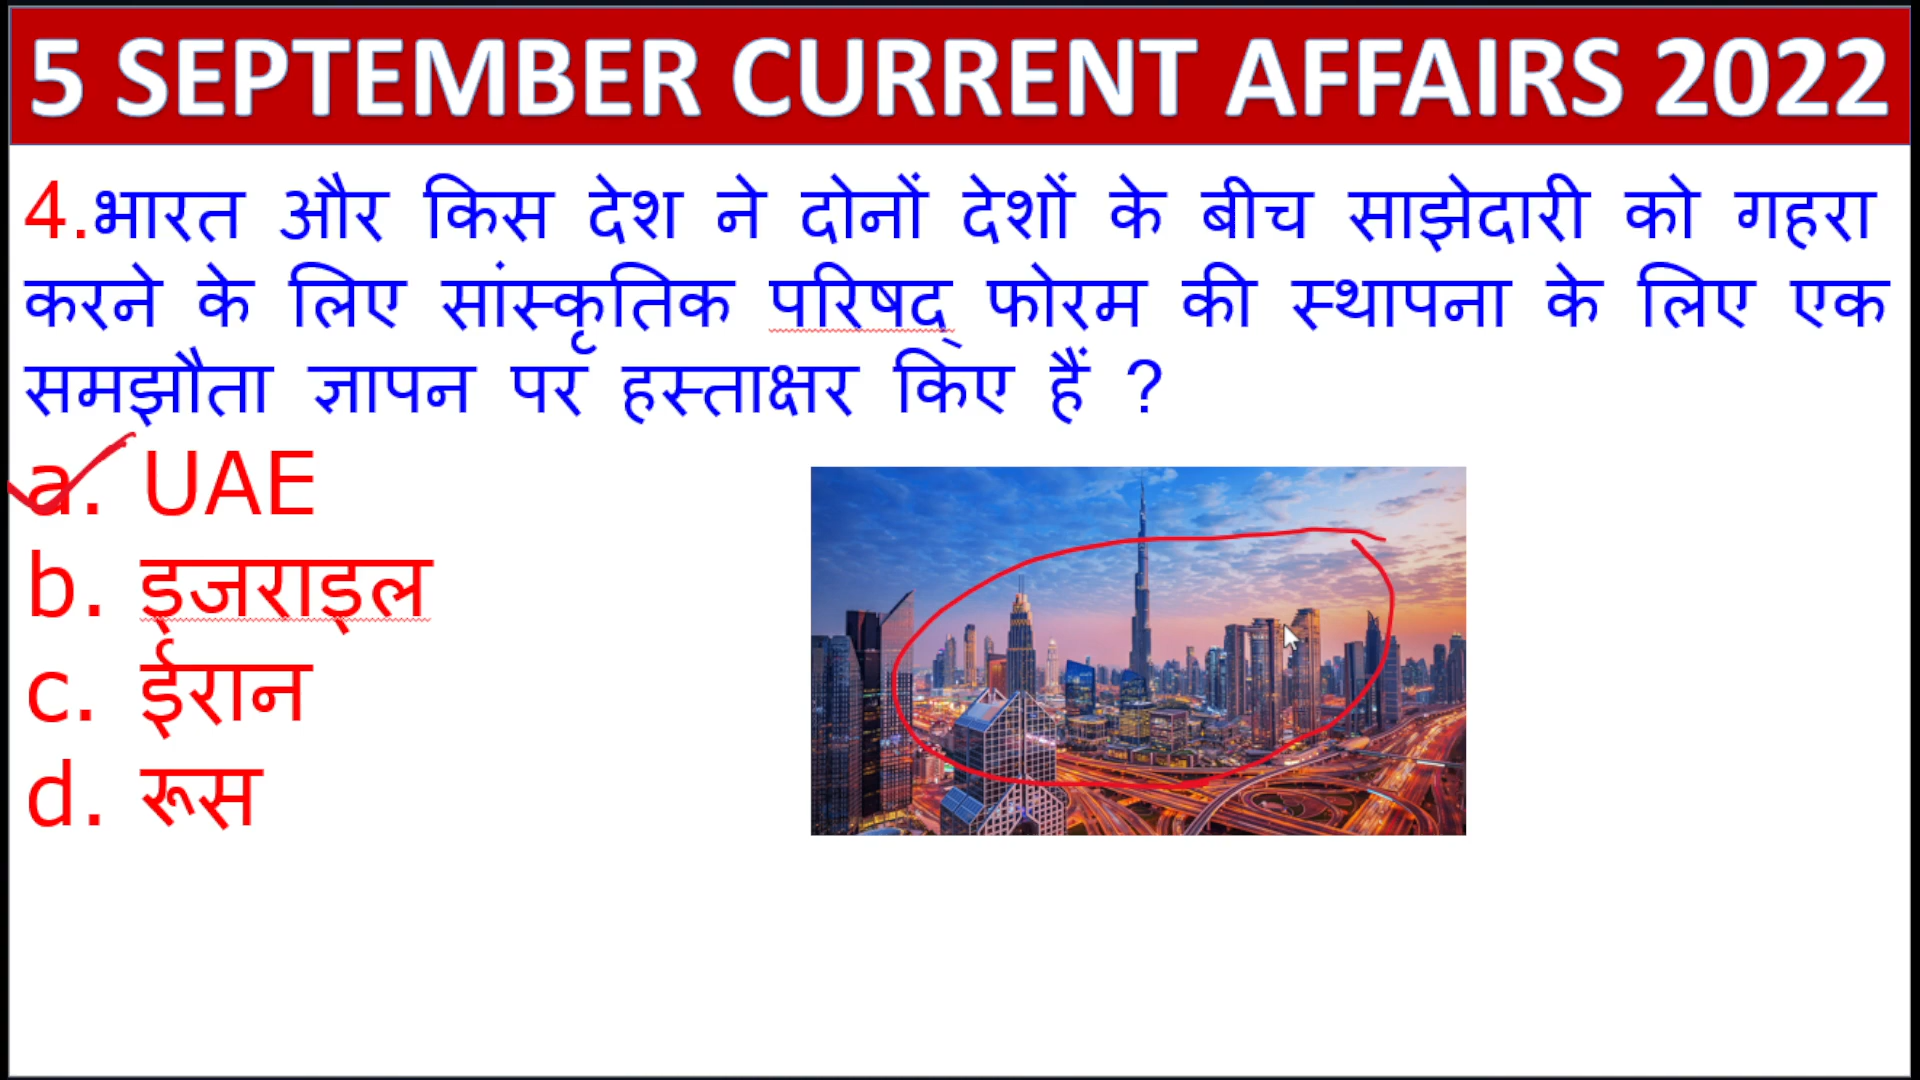 5 SEPTEMBER CURRENT AFFAIRS 2022
4.भारत और किस देश ने दोनों देशों के बीच साझेदारी को गहरा
करने के लिए सांस्कृतिक परिषद् फोरम की स्थापना के लिए एक
समझौता ज्ञापन पर हस्ताक्षर किए हैं ?
a. UAE
b. इजराइ्ल
c. ईरान
d. रूस